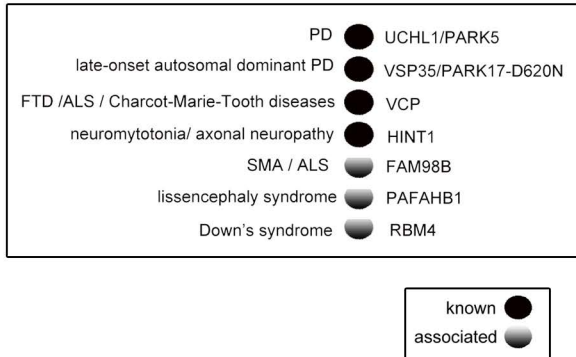 PD UCHL1/PARK5
late-onset autosomal dominant PD VSP35/PARK17-D620N
FTD /ALS / Charcot-Marie-Tooth diseases VCP
neuromytotonia/ axonal neuropathy HINT1
SMA / ALS FAM98B
lissencephaly syndrome PAFAHB1
Down's syndrome RBM4
known
associated